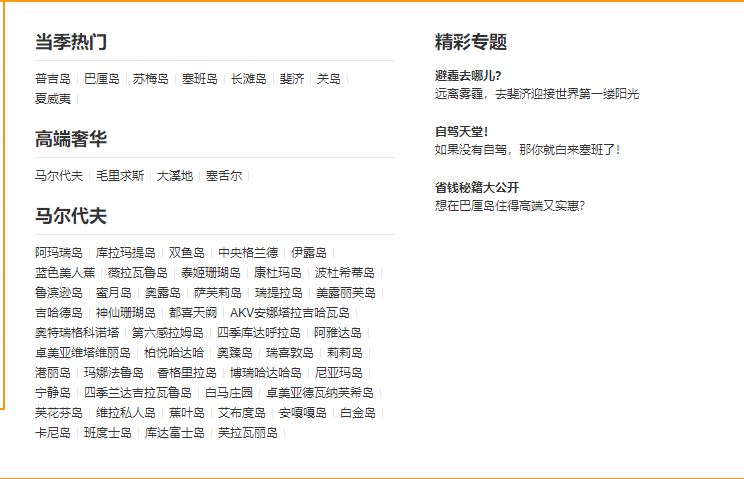 当季热门
普吉岛 巴厘岛 苏梅岛 塞班岛 长滩岛 斐济 关岛
夏威夷
高端奢华
马尔代夫 毛里求斯 大溪地 塞舌尔
马尔代夫
阿玛瑞岛 库拉玛提岛 双鱼岛 中央格兰德 伊露岛
蓝色美人蕉 薇拉瓦鲁岛 泰姬珊瑚岛 康杜玛岛 波杜希蒂岛
鲁滨逊岛 蜜月岛 奥露岛 萨芙莉岛 瑞提拉岛 美露丽芙岛
吉哈德岛 神仙珊瑚岛 都喜天阙 AKV安娜塔拉吉哈瓦岛
奥特瑞格科诺塔 第六感拉姆岛 四季库达呼拉岛 阿雅达岛
卓美亚维塔维丽岛 柏悦哈达哈 奥臻岛 瑞喜敦岛 莉莉岛
港丽岛 玛娜法鲁岛 香格里拉岛 博瑞哈达哈岛 尼亚玛岛
宁静岛 四季兰达吉拉瓦鲁岛 白马庄园 卓美亚德瓦纳芙希岛
芙花芬岛 维拉私人岛 蕉叶岛 艾布度岛 安嘎嘎岛 白金岛
卡尼岛 班度士岛 库达富士岛 芙拉瓦丽岛
精彩专题
避霾去哪儿？
远离雾霾，去斐济迎接世界第一缕阳光
自驾天堂！
如果没有自驾，那你就白来塞班了！
省钱秘籍大公开
想在巴厘岛住得高端又实惠？